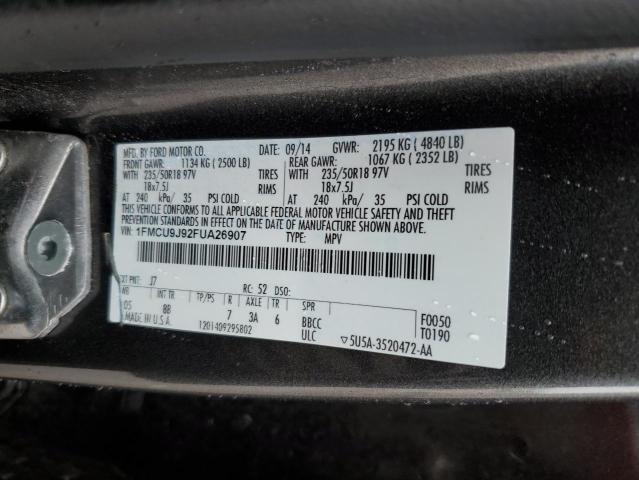 MFD. BY FORD MOTOR CO. DATE: 09/14 GVWR: 2195 KG (4840 LB)
FRONT GAWR: 1134 KG (2500 LB) REAR GAWR: 1067 KG (2352 LB)
WITH 235/50R18 97V TIRES WITH 235/50R18 97V TIRES
18x7.5J RIMS 18x7.5J RIMS
AT 240 kPa/ 35 PSI COLD AT 240 kPa/ 35 PSI COLD
THIS VEHICLE CONFORMS TO ALL APPLICABLE FEDERAL MOTOR VEHICLE SAFETY AND THEFT PREVENTION STANDARDS IN EFFECT ON THE DATE OF MANUFACTURE SHOWN ABOVE.
VIN: 1FMCU9J92FUA26907 TYPE: MPV
EXT PNT: J7 RC: 52 DSO:
WB INT TR TP/PS R AXLE TR SPR
105 8B 7 3A 6 BBCC F0050
MADE IN U.S.A. 1201409295802 ULC ▽5U5A-3520472-AA T0190